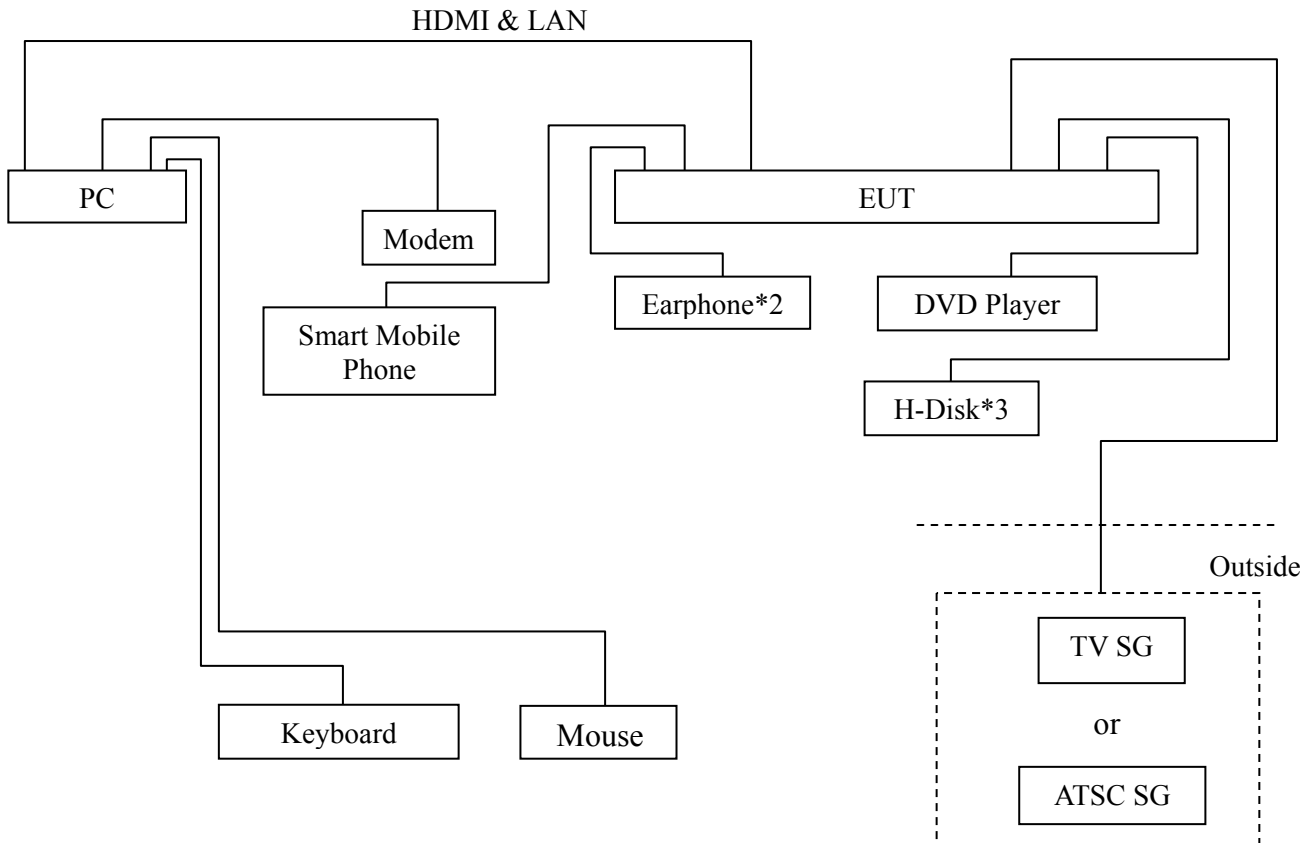 HDMI & LAN
PC
EUT
Modem
Earphone*2
DVD Player
Smart Mobile
Phone
H-Disk*3
Outside
TV SG
or
ATSC SG
Keyboard
Mouse